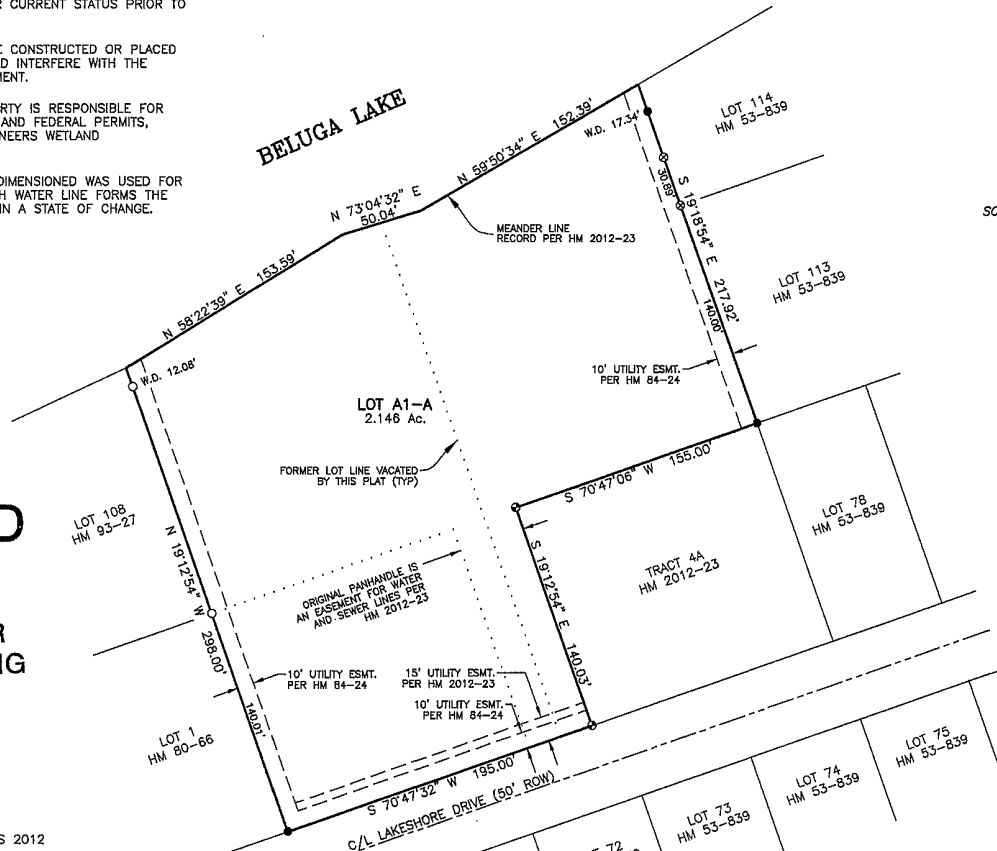 R CURRENT STATUS PRIOR TO
E CONSTRUCTED OR PLACED
D INTERFERE WITH THE
MENT.
RTY IS RESPONSIBLE FOR
AND FEDERAL PERMITS,
NEERS WETLAND
DIMENSIONED WAS USED FOR
H WATER LINE FORMS THE
IN A STATE OF CHANGE.
BELUGA LAKE
N 59°50'34" E 152.39'
W.D. 17.34'
LOT 114
HM 53-839
N 73°04'32" E
50.04'
30.89'
S 19°18'54" E 217.92'
MEANDER LINE
RECORD PER HM 2012-23
SO
N 58°22'39" E 153.59'
LOT 113
HM 53-839
140.00'
W.D. 12.08'
10' UTILITY ESMT.
PER HM 84-24
LOT A1-A
2.146 Ac.
S 70°47'06" W 155.00'
FORMER LOT LINE VACATED
BY THIS PLAT (TYP)
LOT 108
HM 93-27
D
LOT 78
HM 53-839
N 19°12'54" W 298.00'
S 19°12'54" E 140.03'
TRACT 4A
HM 2012-23
ORIGINAL PANHANDLE IS
AN EASEMENT FOR WATER
AND SEWER LINES PER
HM 2012-23
R
NG
10' UTILITY ESMT.
PER HM 84-24
15' UTILITY ESMT.
PER HM 2012-23
10' UTILITY ESMT.
PER HM 84-24
140.01'
LOT 1
HM 80-66
S 70°47'32" W 195.00'
C/L LAKESHORE DRIVE (50' ROW)
LOT 75
HM 53-839
LOT 74
HM 53-839
LOT 73
HM 53-839
72
S 2012